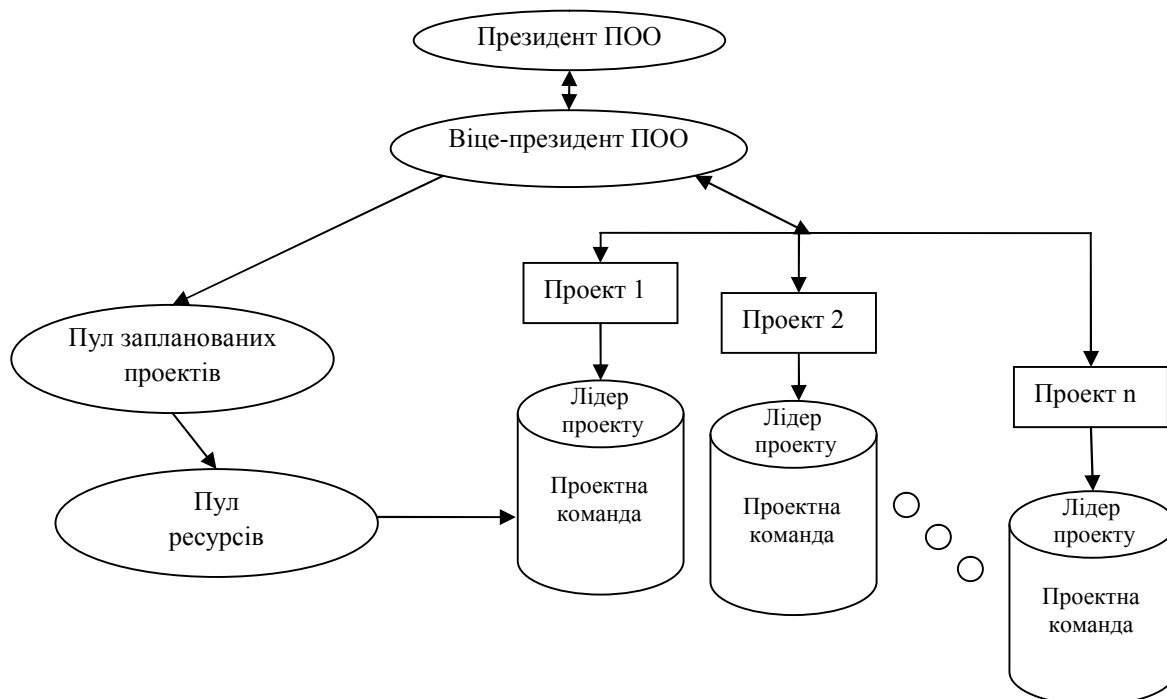 Президент ПОО
Віце-президент ПОО
Проект 1
Проект 2
Проект n
Пул запланованих
проектів
Пул
ресурсів
Лідер
проекту
Проектна
команда
Лідер
проекту
Проектна
команда
Лідер
проекту
Проектна
команда